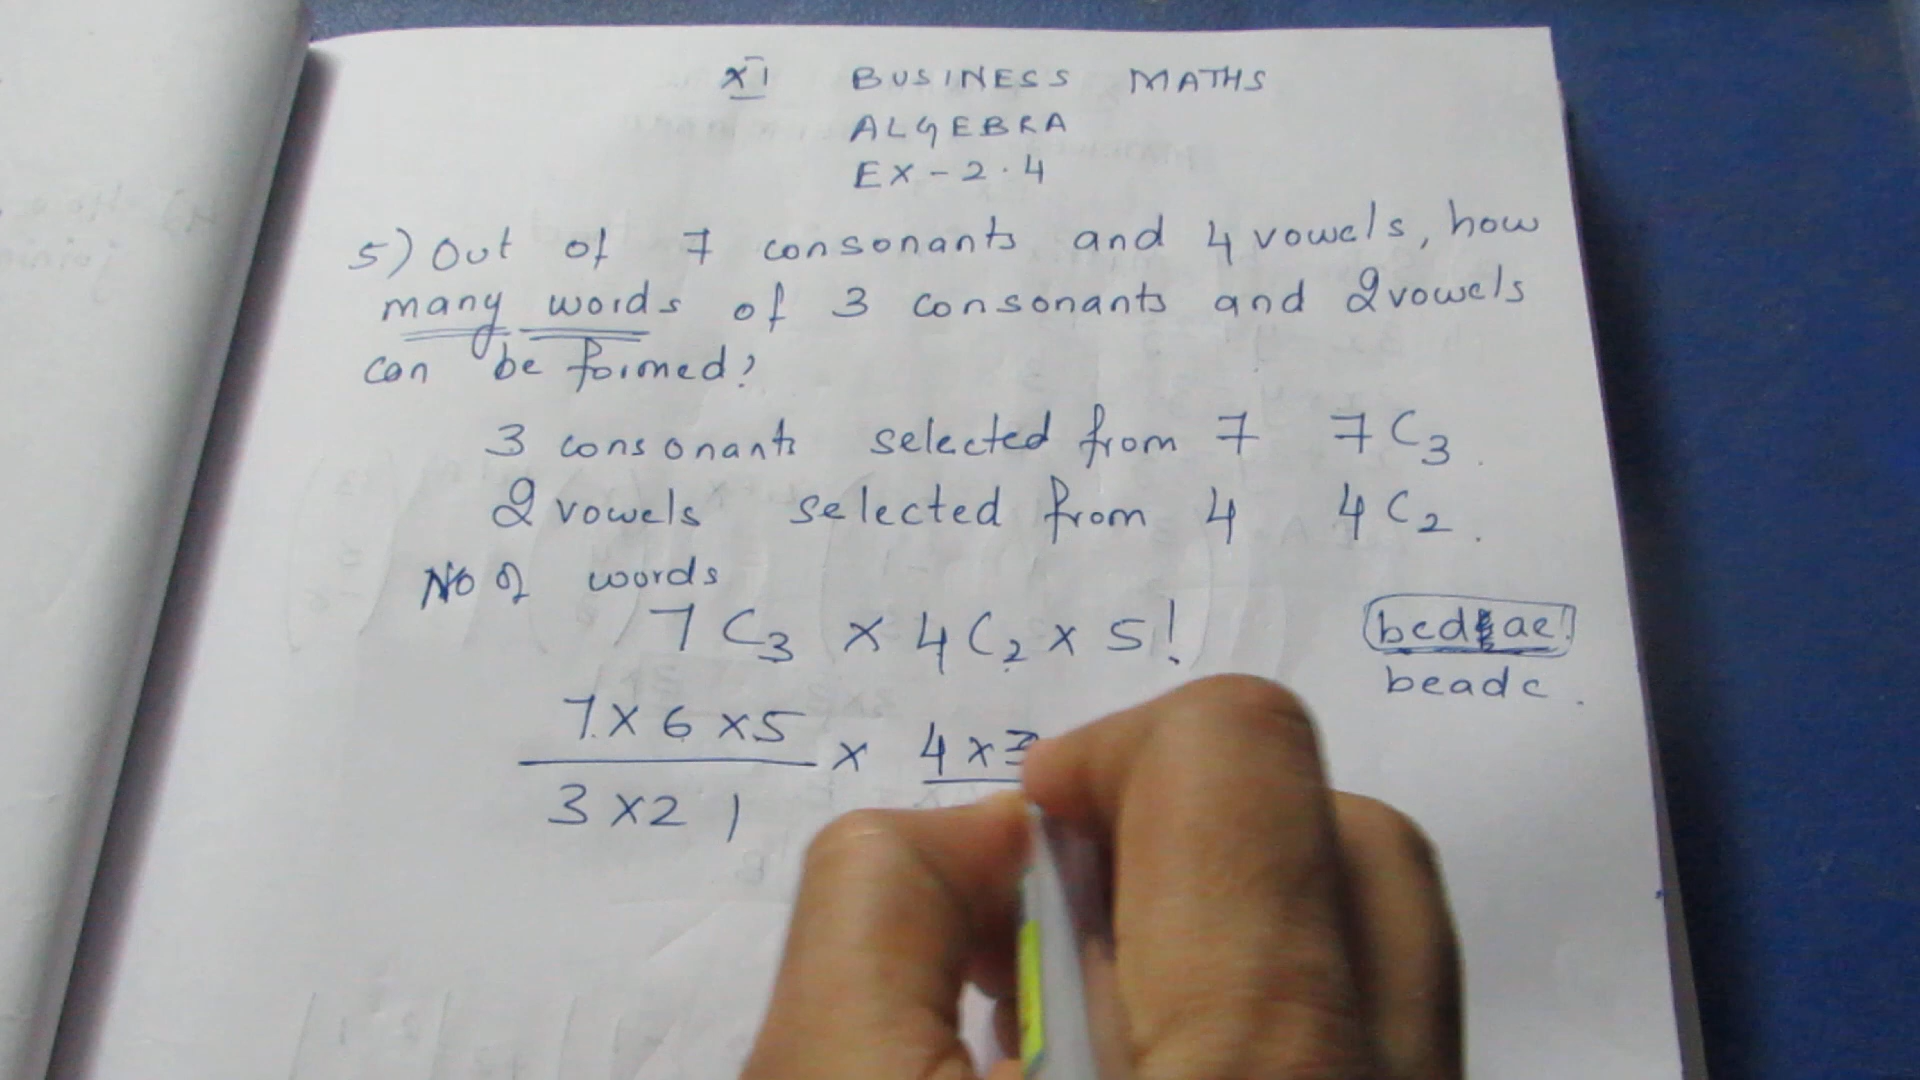 XI BUSINESS MATHS
ALGEBRA
EX - 2.4
5) Out of 7 consonants and 4 vowels, how
many words of 3 consonants and 2 vowels
can be formed?
3 consonants selected from 7 7C3.
2 vowels selected from 4 4C2.
No of words
7C3 × 4C2 × 5!
bcd ae
beadc.
7 × 6 × 5 × 4 × 3
3 × 2 1